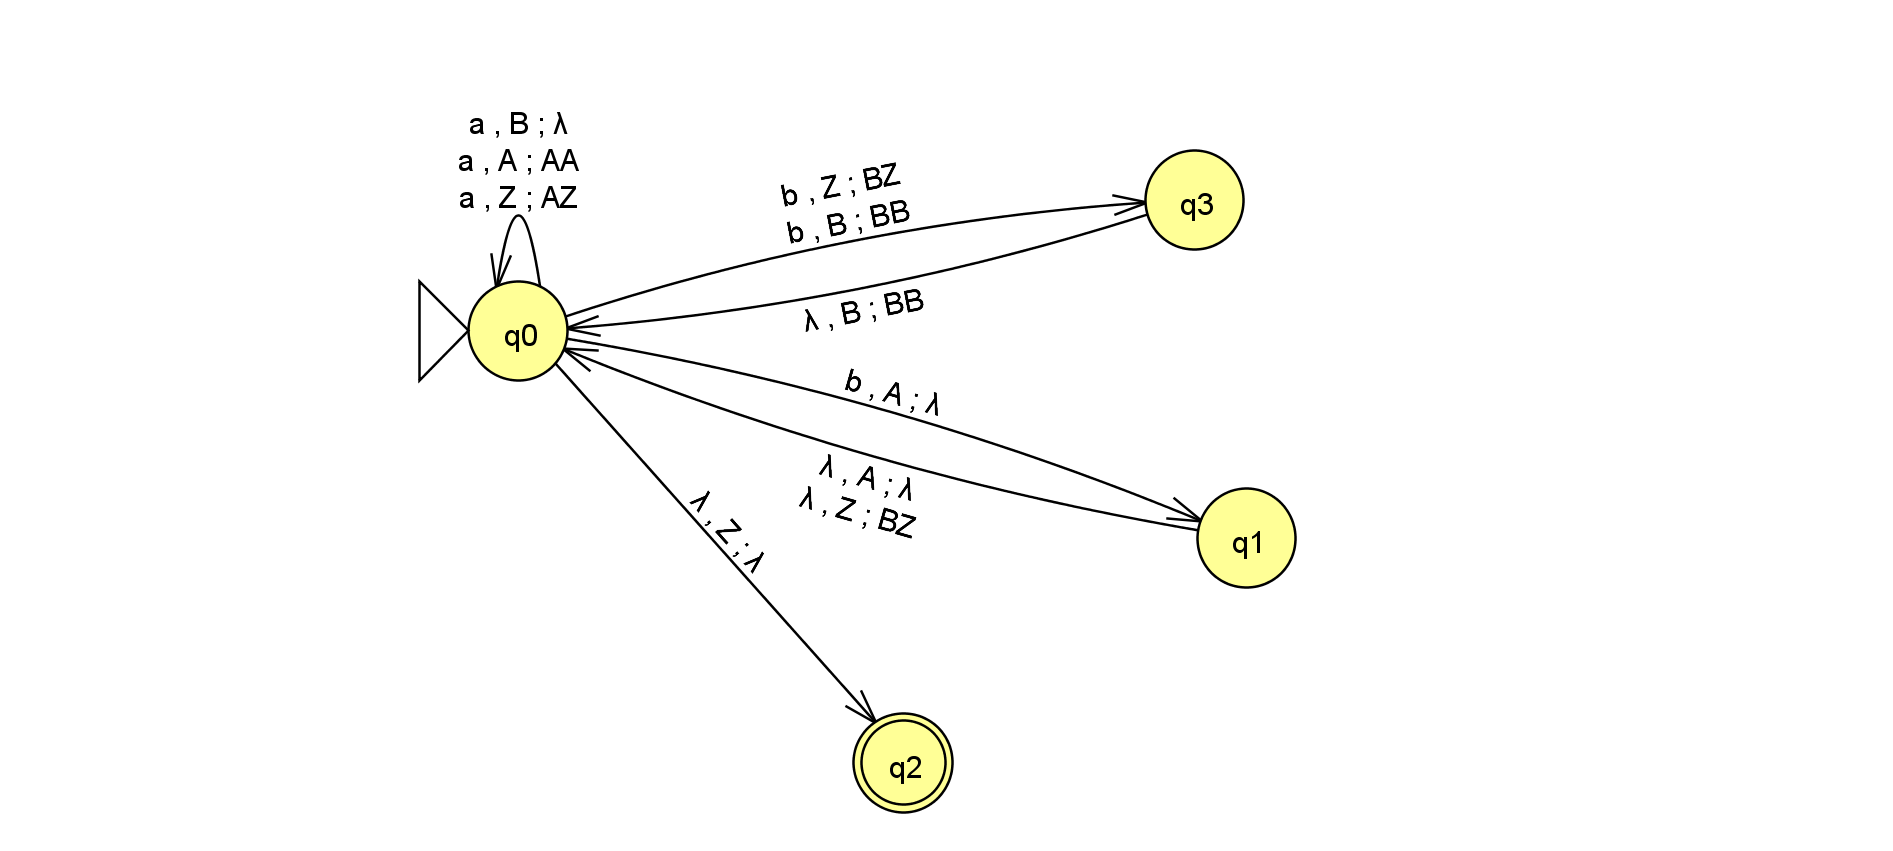 a , B ; λ
a , A ; AA
a , Z ; AZ
b , Z ; BZ
b , B ; BB
q3
λ , B ; BB
q0
b , A ; λ
λ , A ; λ
λ , Z ; BZ
q1
λ , Z ; λ
q2